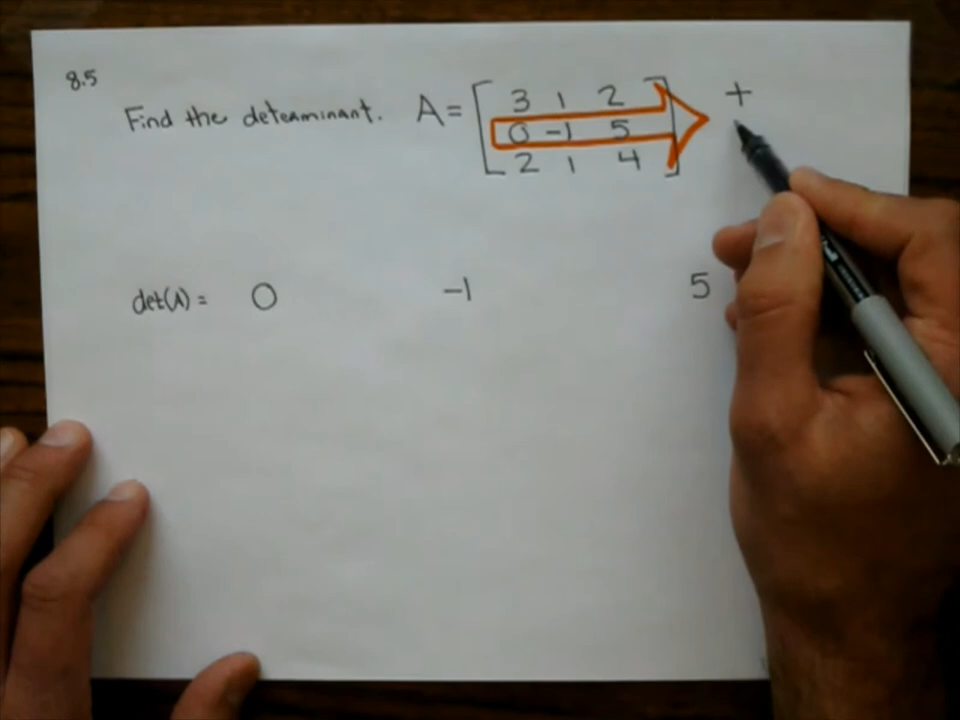 8.5
Find the determinant. A = [ 3 1 2 ] +
0 -1 5
2 1 4
det(A) = 0 -1 5